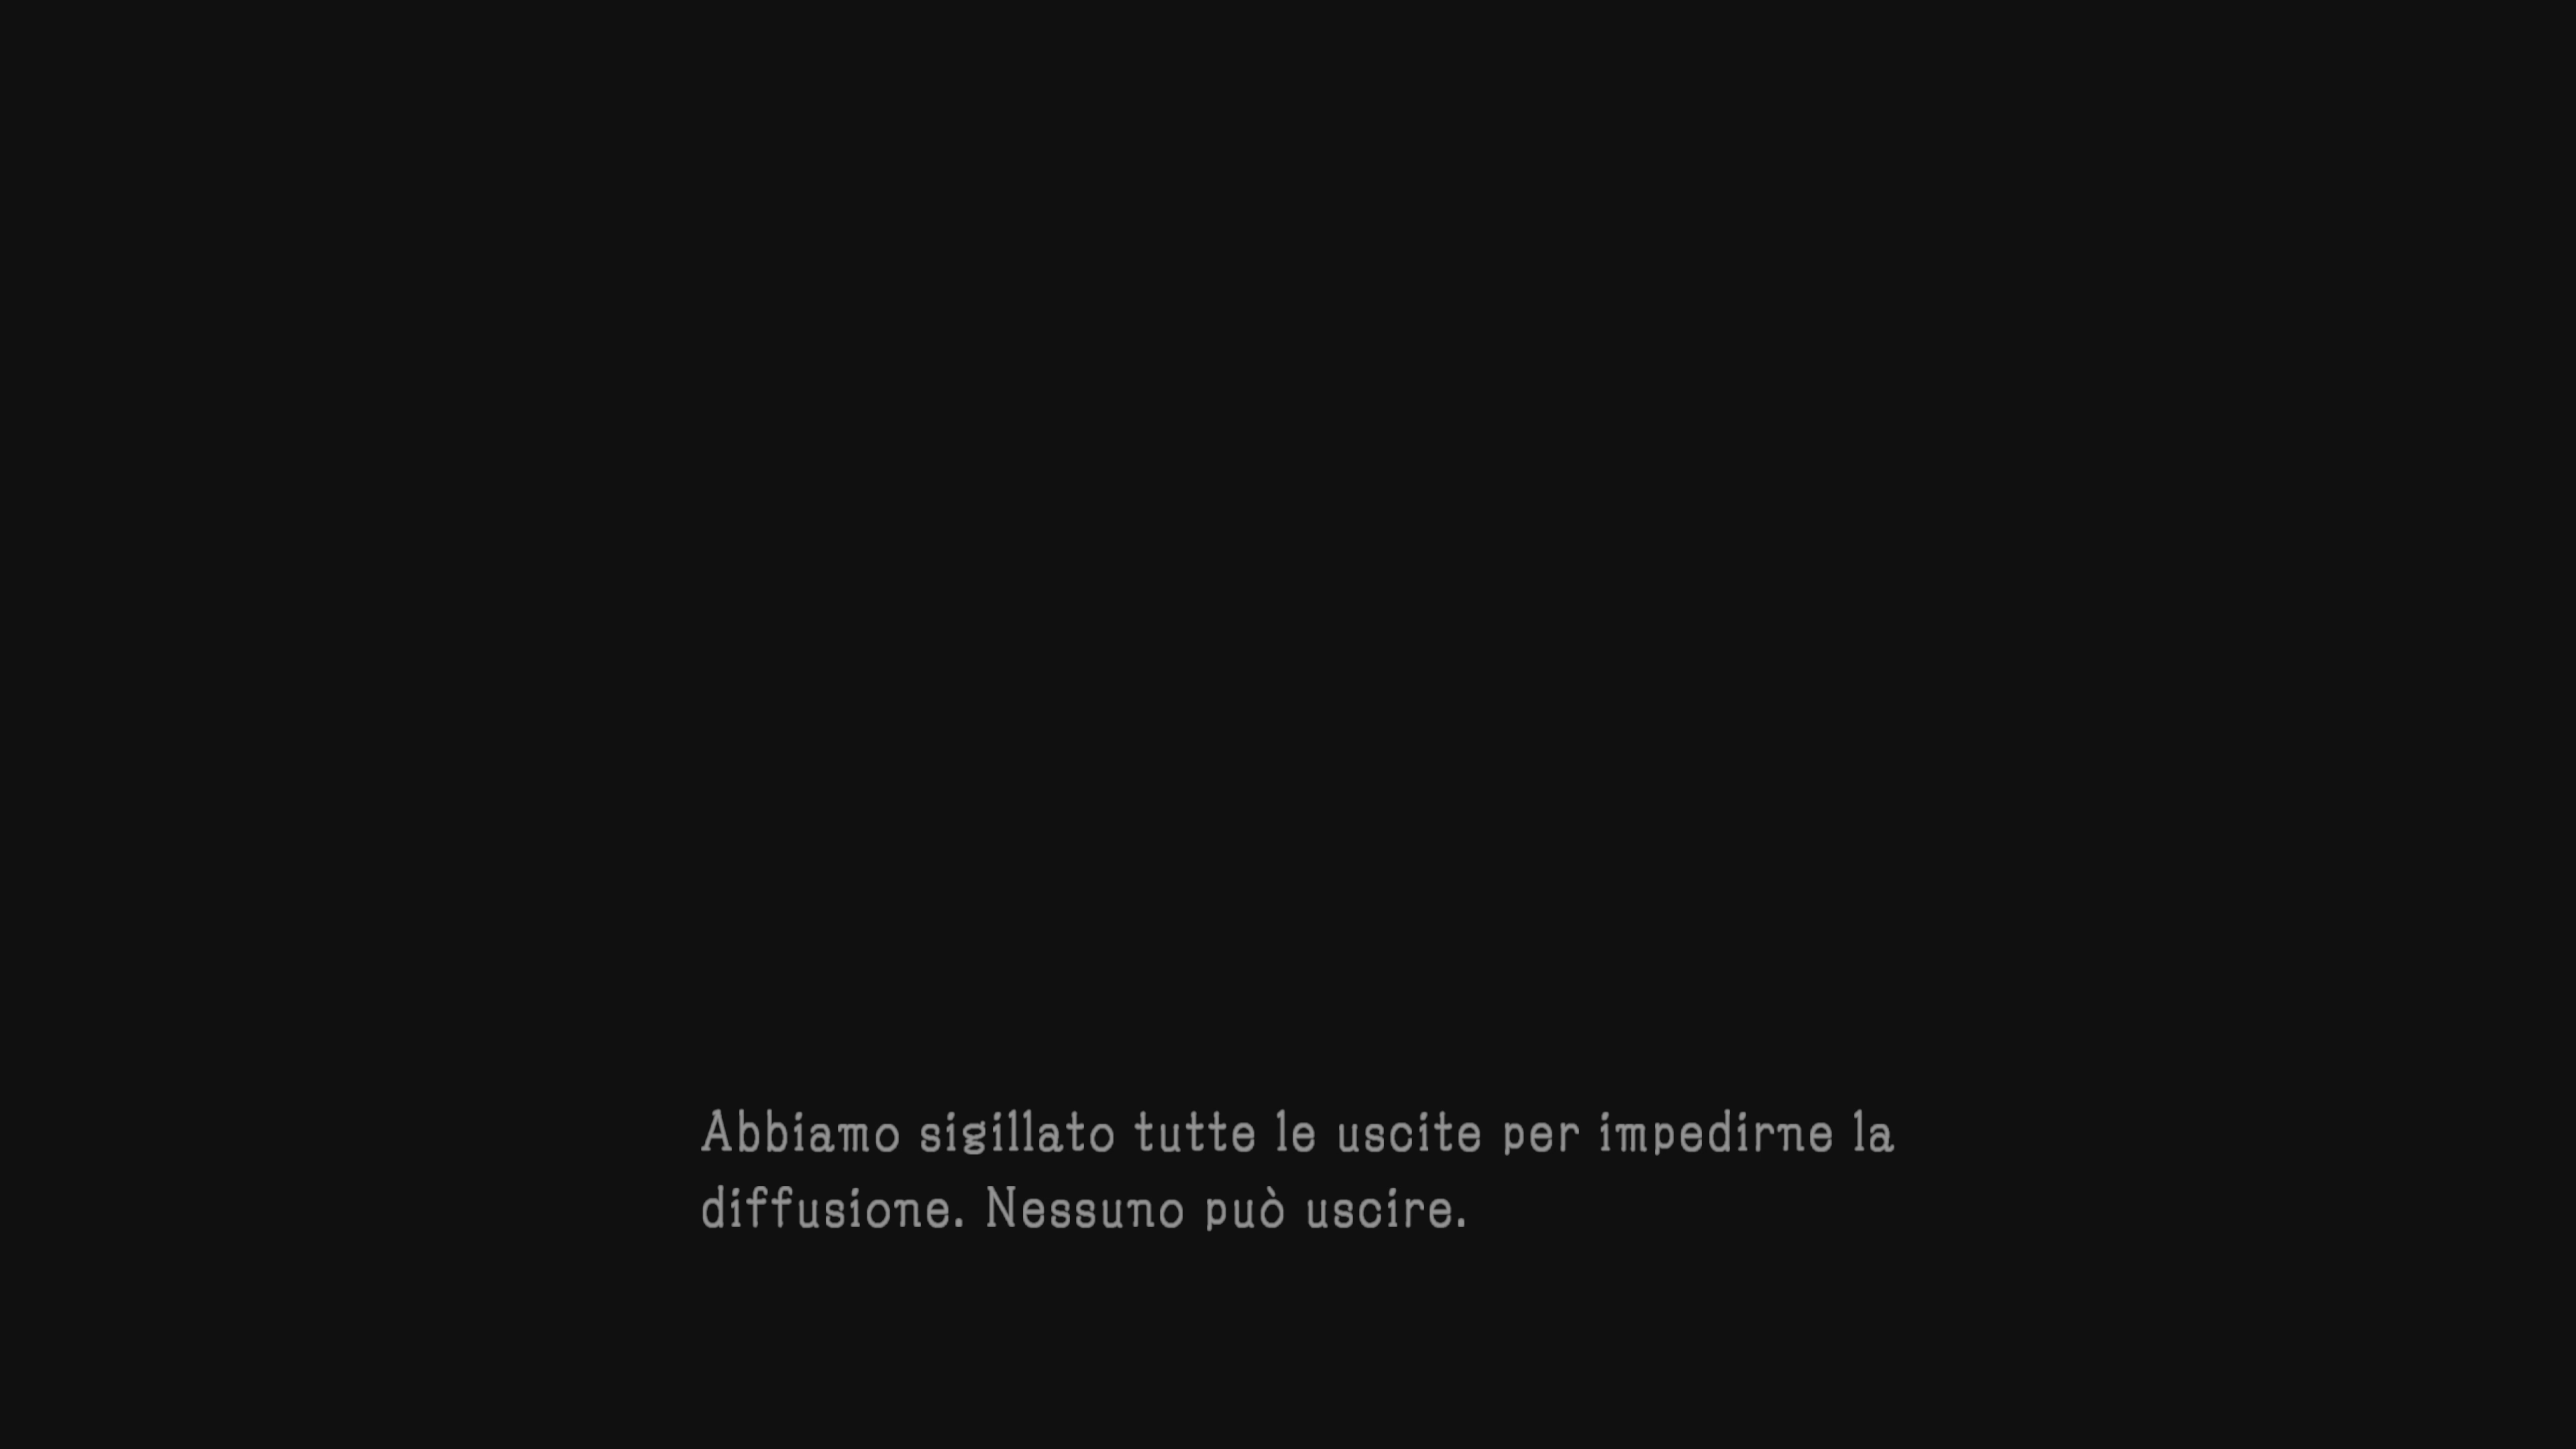 Abbiamo sigillato tutte le uscite per impedirne la
diffusione. Nessuno può uscire.